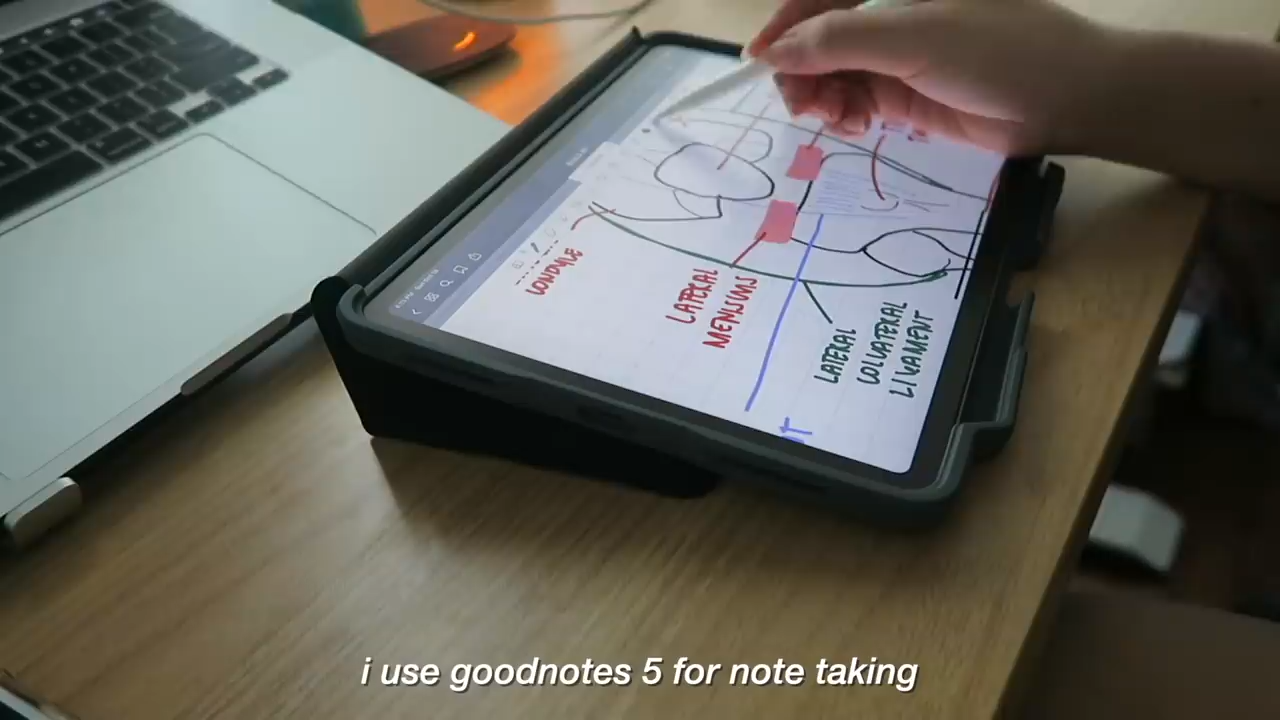 CONDYLE
LATERAL
MENISCUS
LATERAL
COLLATERAL
LIGAMENT
i use goodnotes 5 for note taking